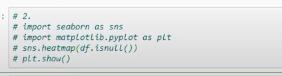 : # 2.
# import seaborn as sns
# import matplotlib.pyplot as plt
# sns.heatmap(df.isnull())
# plt.show()